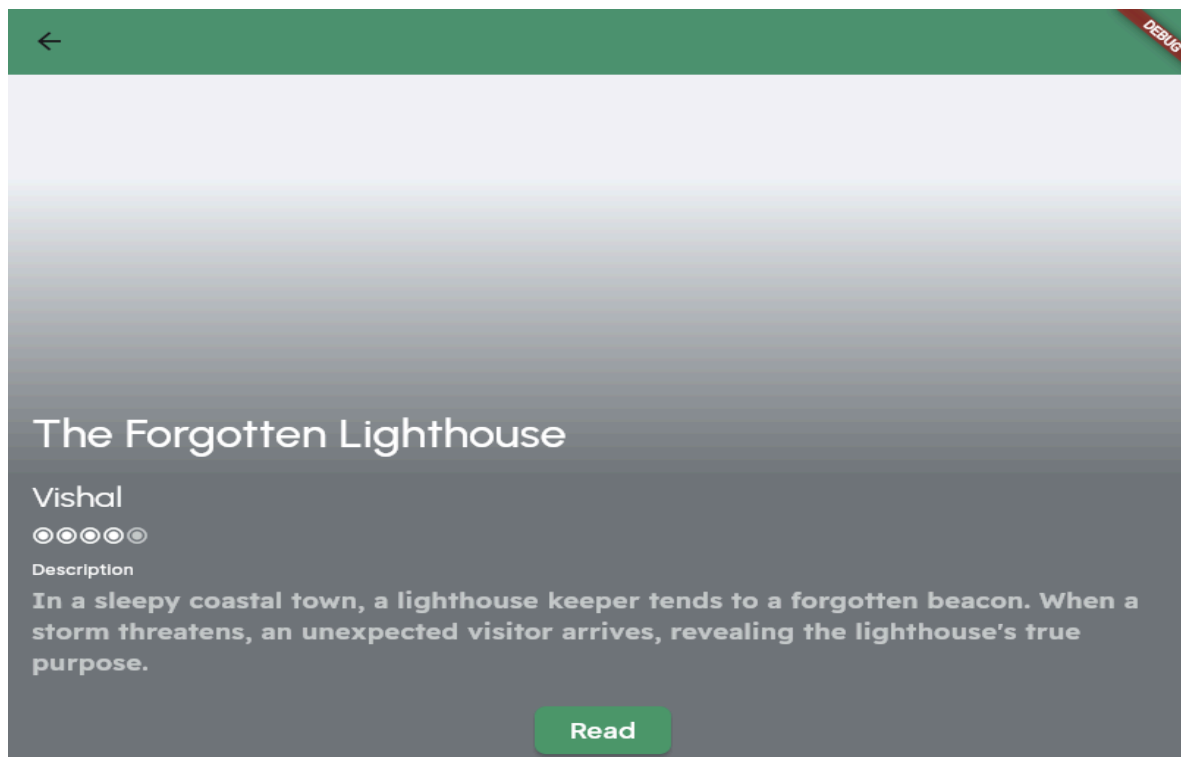 DEBUG
The Forgotten Lighthouse
Vishal
Description
In a sleepy coastal town, a lighthouse keeper tends to a forgotten beacon. When a
storm threatens, an unexpected visitor arrives, revealing the lighthouse's true
purpose.
Read